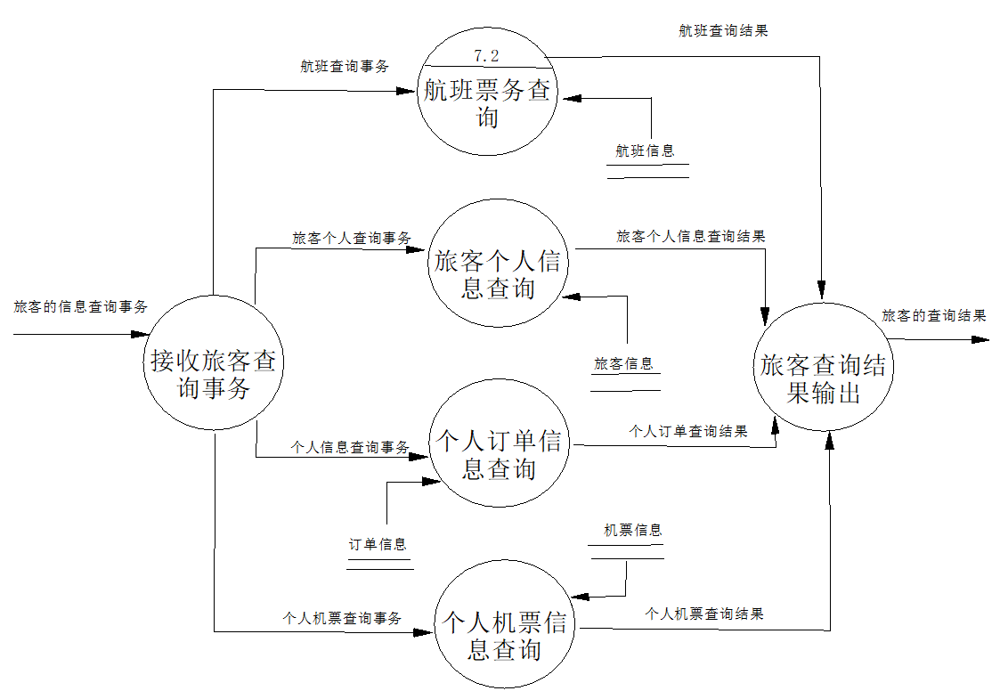 航班查询结果
7.2
航班查询事务
航班票务查
询
航班信息
旅客个人查询事务
旅客个人信息查询结果
旅客个人信
息查询
旅客的信息查询事务
旅客的查询结果
接收旅客查
询事务
旅客信息
旅客查询结
果输出
个人信息查询事务
个人订单信
息查询
个人订单查询结果
订单信息
机票信息
个人机票查询事务
个人机票信
息查询
个人机票查询结果